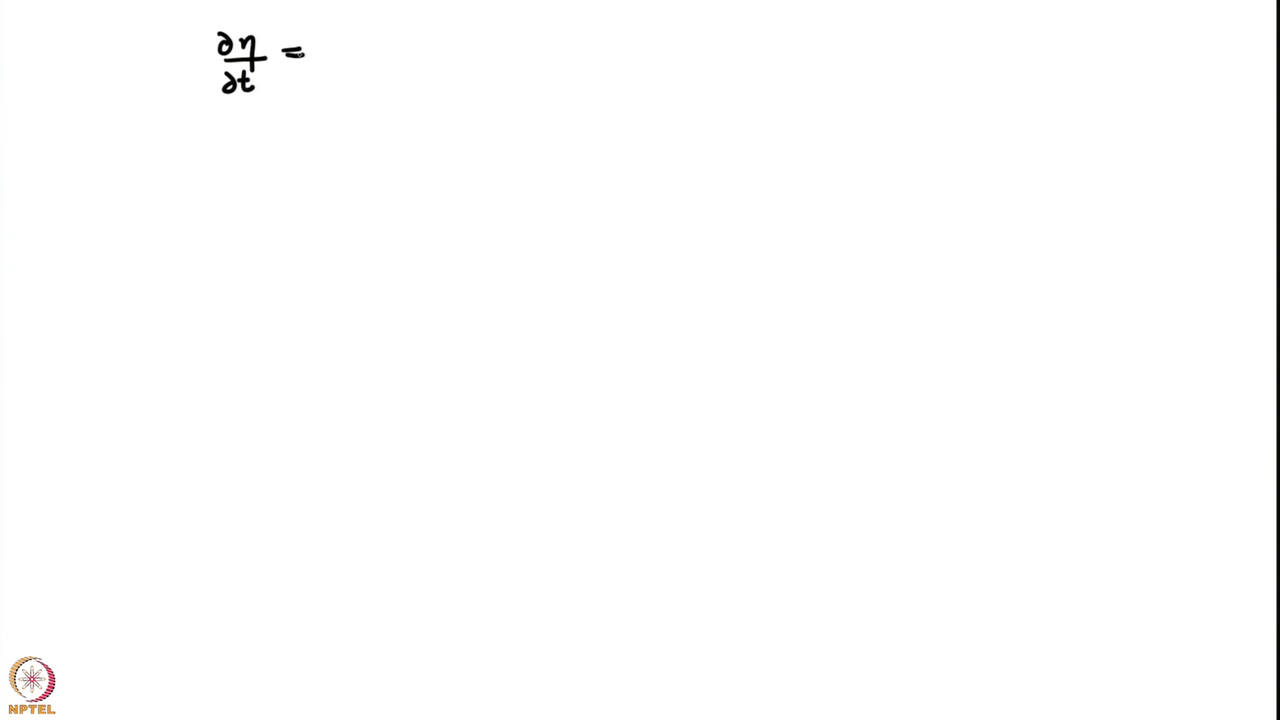 ∂η/∂t =
NPTEL